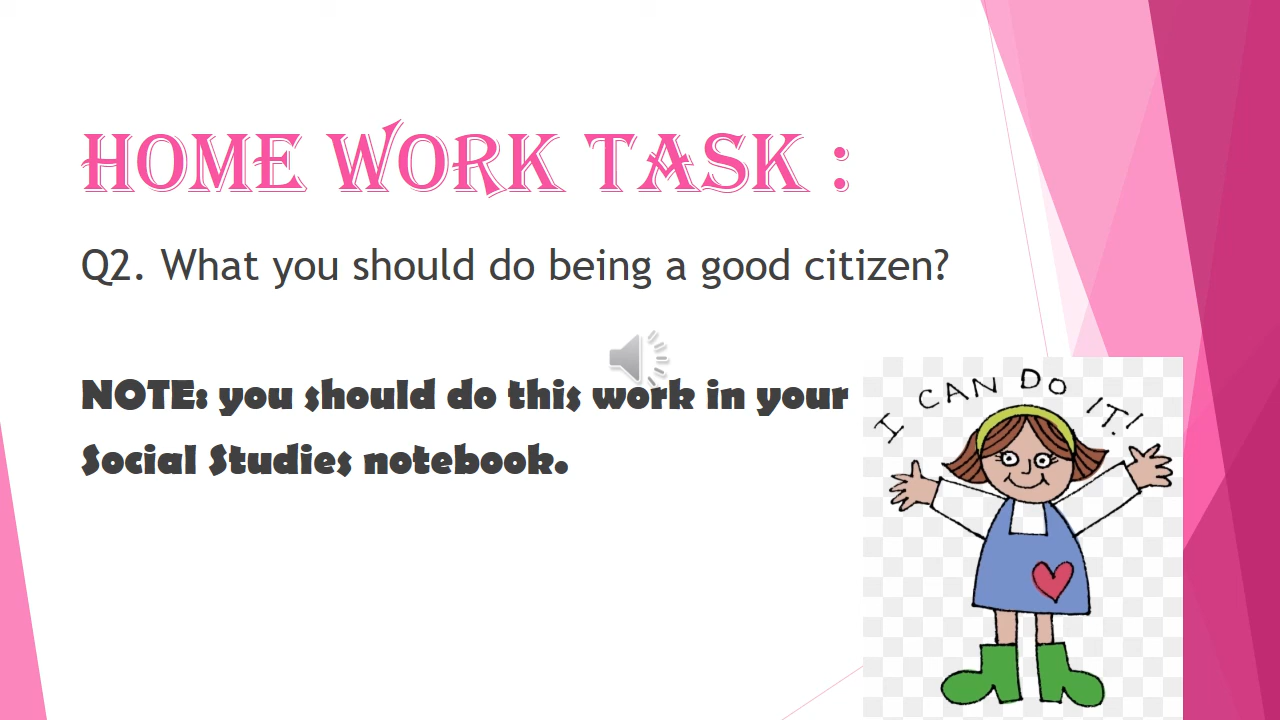 HOME WORK TASK :
Q2. What you should do being a good citizen?
NOTE: you should do this work in your
Social Studies notebook.
I CAN DO IT!